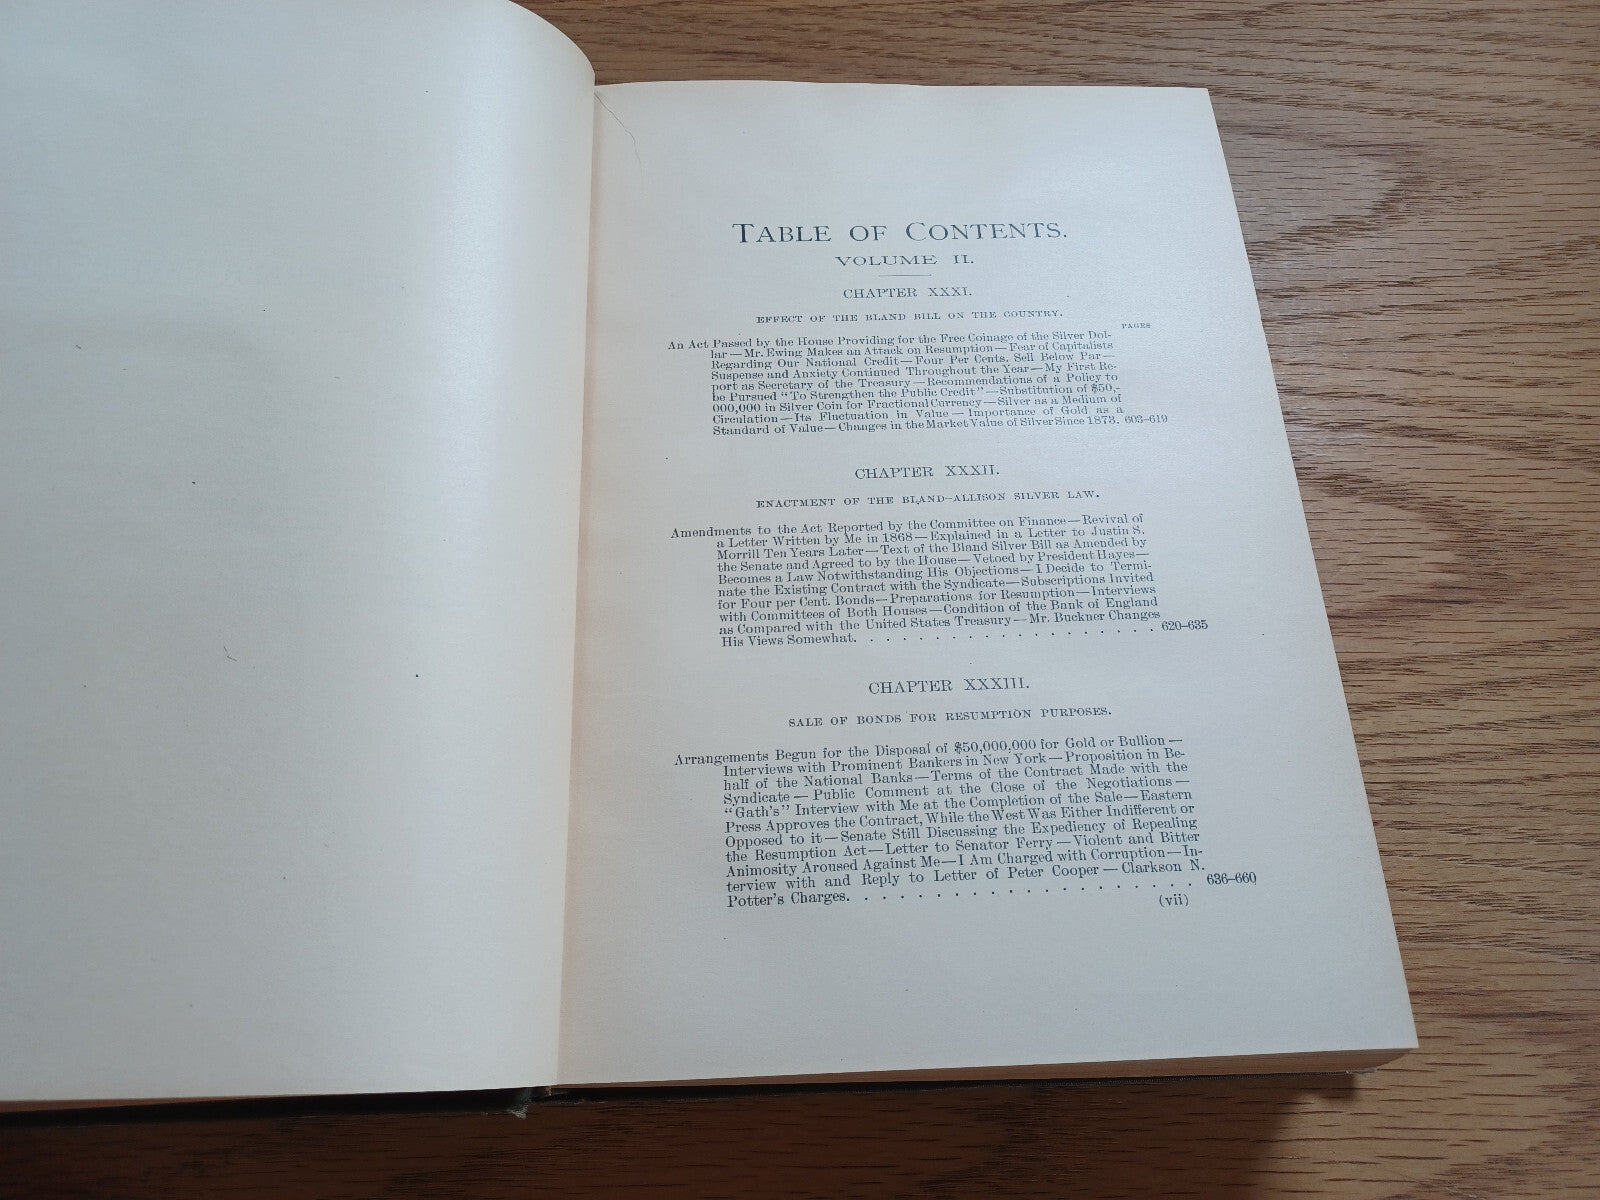 TABLE OF CONTENTS.
VOLUME II.
CHAPTER XXXI.
EFFECT OF THE BLAND BILL ON THE COUNTRY.
PAGES
An Act Passed by the House Providing for the Free Coinage of the Silver Dol-
lar—Mr. Ewing Makes an Attack on Resumption—Fear of Capitalists
Regarding Our National Credit—Four Per Cents. Sell Below Par—
Suspense and Anxiety Continued Throughout the Year—My First Re-
port as Secretary of the Treasury—Recommendations of a Policy to
be Pursued "To Strengthen the Public Credit"—Substitution of $50,-
000,000 in Silver Coin for Fractional Currency—Silver as a Medium of
Circulation—Its Fluctuation in Value—Importance of Gold as a
Standard of Value—Changes in the Market Value of Silver Since 1873. 603–619
CHAPTER XXXII.
ENACTMENT OF THE BLAND–ALLISON SILVER LAW.
Amendments to the Act Reported by the Committee on Finance—Revival of
a Letter Written by Me in 1868—Explained in a Letter to Justin S.
Morrill Ten Years Later—Text of the Bland Silver Bill as Amended by
the Senate and Agreed to by the House—Vetoed by President Hayes—
Becomes a Law Notwithstanding His Objections—I Decide to Termi-
nate the Existing Contract with the Syndicate—Subscriptions Invited
for Four per Cent. Bonds—Preparations for Resumption—Interviews
with Committees of Both Houses—Condition of the Bank of England
as Compared with the United States Treasury—Mr. Buckner Changes
His Views Somewhat. . . . . . . . . . . . . . . . . . 620–635
CHAPTER XXXIII.
SALE OF BONDS FOR RESUMPTION PURPOSES.
Arrangements Begun for the Disposal of $50,000,000 for Gold or Bullion—
Interviews with Prominent Bankers in New York—Proposition in Be-
half of the National Banks—Terms of the Contract Made with the
Syndicate—Public Comment at the Close of the Negotiations—
"Gath's" Interview with Me at the Completion of the Sale—Eastern
Press Approves the Contract, While the West Was Either Indifferent or
Opposed to it—Senate Still Discussing the Expediency of Repealing
the Resumption Act—Letter to Senator Ferry—Violent and Bitter
Animosity Aroused Against Me—I Am Charged with Corruption—In-
terview with and Reply to Letter of Peter Cooper—Clarkson N.
Potter's Charges. . . . . . . . . . . . . . . . . . . 636–660
(vii)